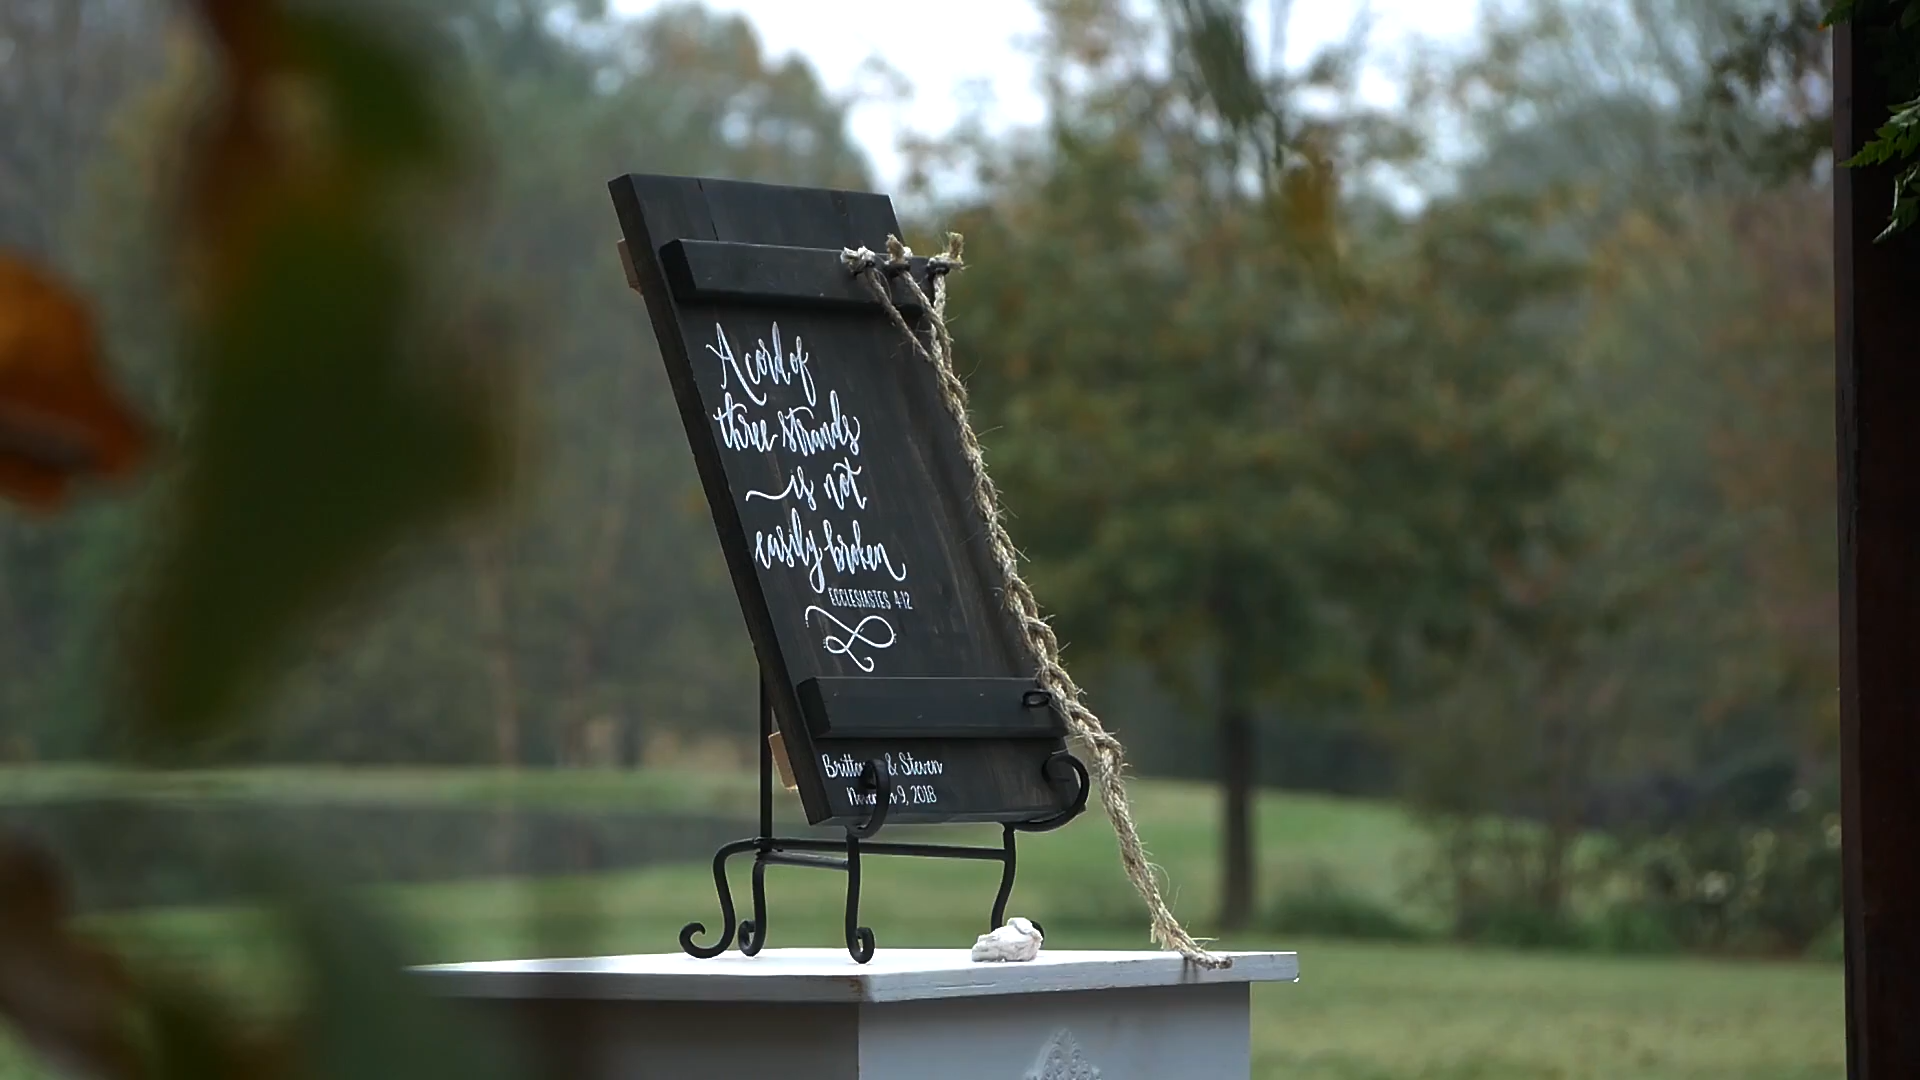 A cord of
three strands
is not
easily broken
ECCLESIASTES 4:12
& Steven
9, 2018